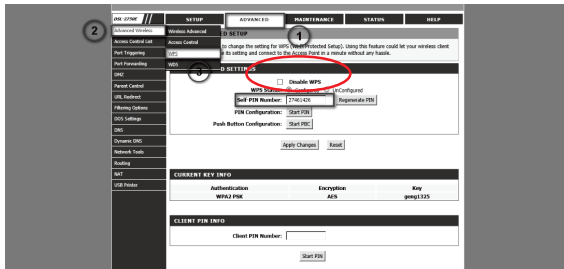 DSL-2750E
SETUP ADVANCED MAINTENANCE STATUS HELP
2
1
3
Advanced Wireless
Access Control List
Port Triggering
Port Forwarding
DMZ
Parent Control
URL Redirect
Filtering Options
DOS Settings
DNS
Dynamic DNS
Network Tools
Routing
NAT
USB Printer
Wireless Advanced
Access Control
WPS
WDS
D SETUP
to change the setting for WPS (Wi-Fi Protected Setup). Using this feature could let your wireless client
its setting and connect to the Access Point in a minute without any hassle.
D SETTINGS
Disable WPS
WPS Status: Configured UnConfigured
Self-PIN Number: 27461426 Regenerate PIN
PIN Configuration: Start PIN
Push Button Configuration: Start PBC
Apply Changes Reset
CURRENT KEY INFO
Authentication Encryption Key
WPA2 PSK AES geng1325
CLIENT PIN INFO
Client PIN Number:
Start PIN